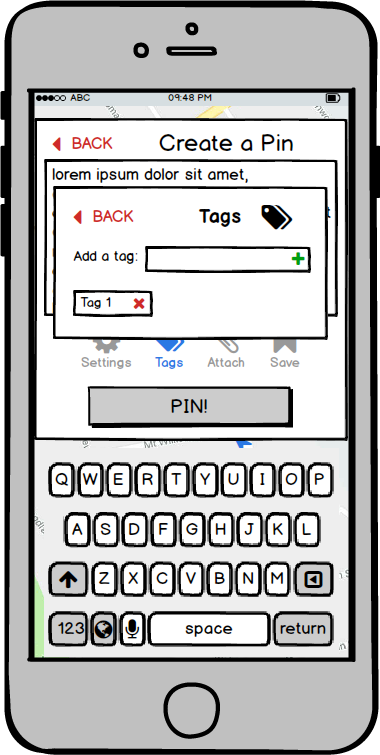 ABC 09:48 PM
BACK Create a Pin
lorem ipsum dolor sit amet,
BACK Tags
Add a tag:
Tag 1
Settings Tags Attach Save
PIN!
Q W E R T Y U I O P
A S D F G H J K L
Z X C V B N M
123 space return